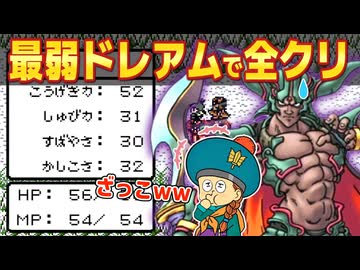 最弱ドレアムで全クリ
こうげきカ: 52
しゅびカ: 31
すばやさ: 30
かしこさ: 32
ざっこww
HP: 56/
MP: 54/ 54